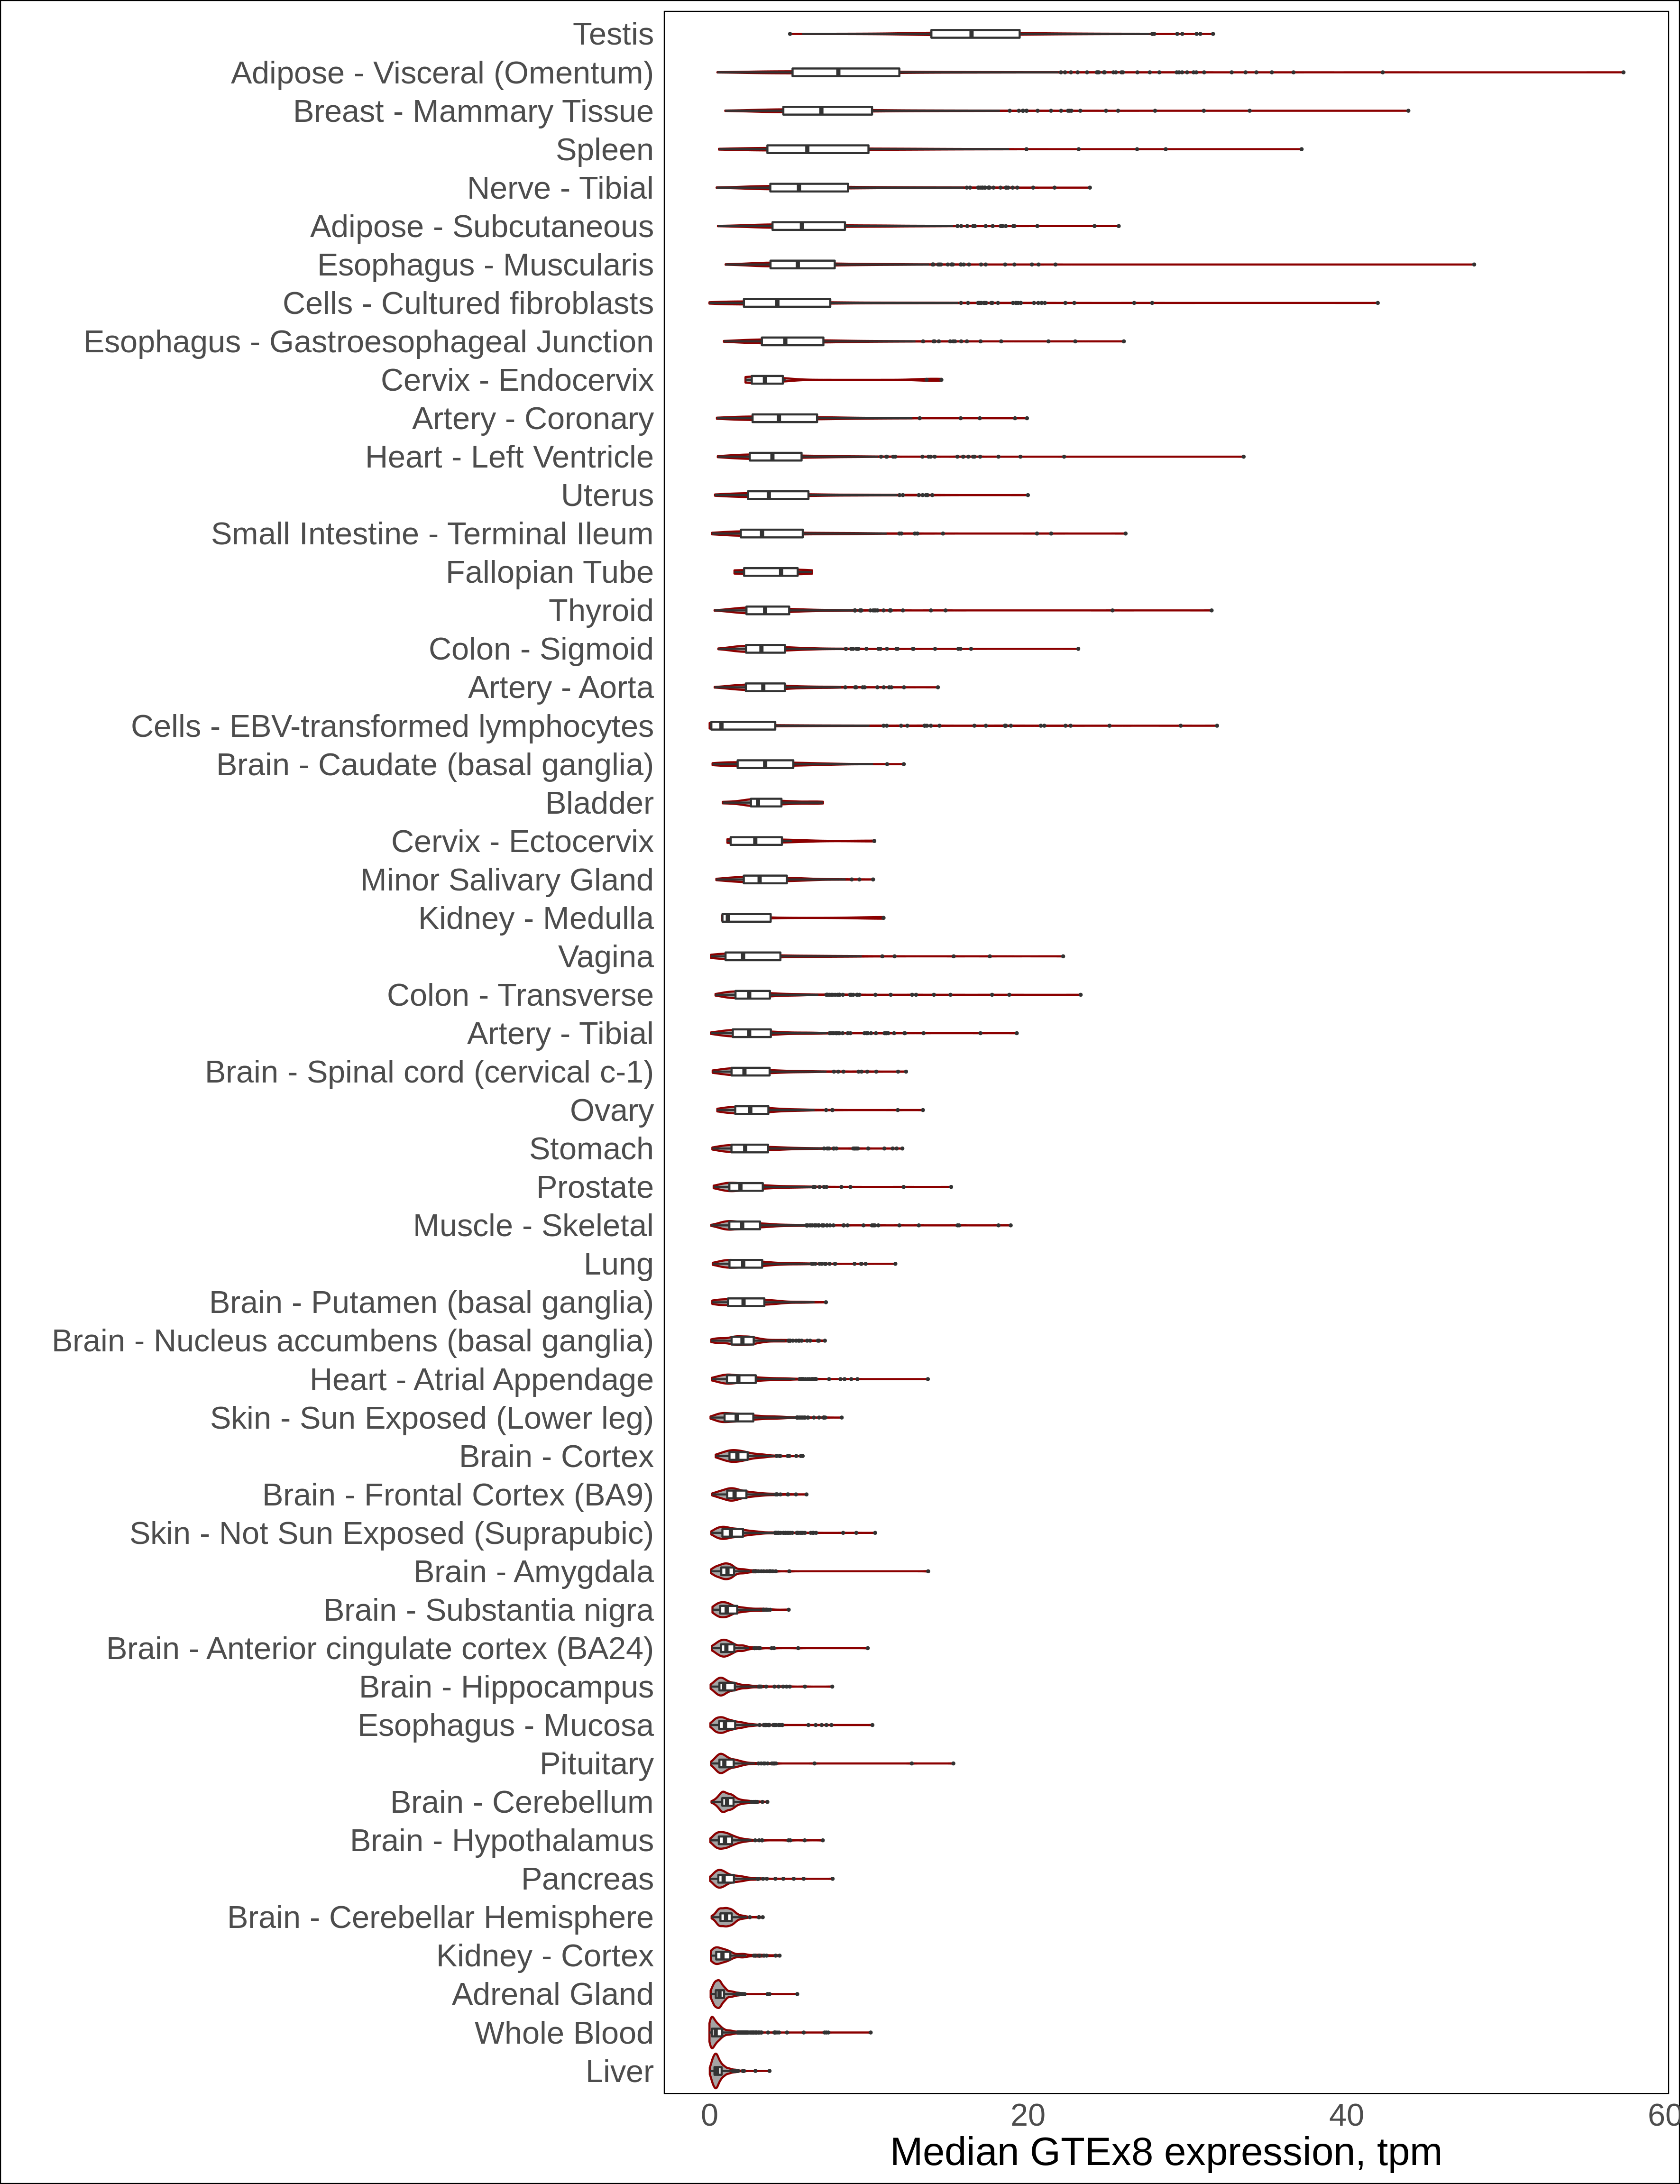 Testis
Adipose - Visceral (Omentum)
Breast - Mammary Tissue
Spleen
Nerve - Tibial
Adipose - Subcutaneous
Esophagus - Muscularis
Cells - Cultured fibroblasts
Esophagus - Gastroesophageal Junction
Cervix - Endocervix
Artery - Coronary
Heart - Left Ventricle
Uterus
Small Intestine - Terminal Ileum
Fallopian Tube
Thyroid
Colon - Sigmoid
Artery - Aorta
Cells - EBV-transformed lymphocytes
Brain - Caudate (basal ganglia)
Bladder
Cervix - Ectocervix
Minor Salivary Gland
Kidney - Medulla
Vagina
Colon - Transverse
Artery - Tibial
Brain - Spinal cord (cervical c-1)
Ovary
Stomach
Prostate
Muscle - Skeletal
Lung
Brain - Putamen (basal ganglia)
Brain - Nucleus accumbens (basal ganglia)
Heart - Atrial Appendage
Skin - Sun Exposed (Lower leg)
Brain - Cortex
Brain - Frontal Cortex (BA9)
Skin - Not Sun Exposed (Suprapubic)
Brain - Amygdala
Brain - Substantia nigra
Brain - Anterior cingulate cortex (BA24)
Brain - Hippocampus
Esophagus - Mucosa
Pituitary
Brain - Cerebellum
Brain - Hypothalamus
Pancreas
Brain - Cerebellar Hemisphere
Kidney - Cortex
Adrenal Gland
Whole Blood
Liver
0 20 40 60
Median GTEx8 expression, tpm